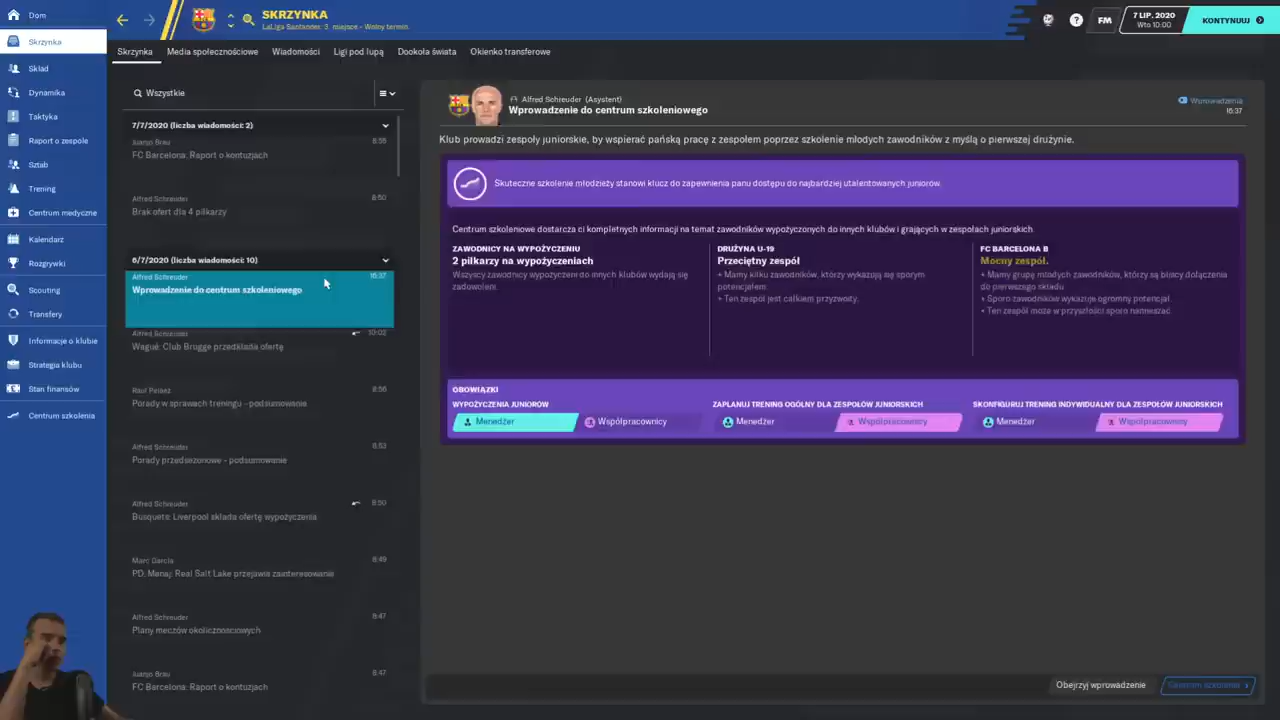 Dom
Skrzynka
Skład
Dynamika
Taktyka
Raport o zespole
Sztab
Trening
Centrum medyczne
Kalendarz
Rozgrywki
Scouting
Transfery
Informacje o klubie
Strategia klubu
Stan finansów
Centrum szkolenia
SKRZYNKA
LaLiga Santander: 3. miejsce - Wolny termin.
FM
7 LIP. 2020
Wto 10:00
KONTYNUUJ
Skrzynka
Media społecznościowe
Wiadomości
Ligi pod lupą
Dookoła świata
Okienko transferowe
Wszystkie
7/7/2020 (liczba wiadomości: 2)
Juanjo Brau 8:55
FC Barcelona: Raport o kontuzjach
Alfred Schreuder 8:50
Brak ofert dla 4 piłkarzy
6/7/2020 (liczba wiadomości: 10)
Alfred Schreuder 16:37
Wprowadzenie do centrum szkoleniowego
Alfred Schreuder 10:02
Wagué: Club Brugge przedkłada ofertę
Raul Pelaez 8:56
Porady w sprawach treningu - podsumowanie
Alfred Schreuder 8:53
Porady przedsezonowe - podsumowanie
Alfred Schreuder 8:50
Busquets: Liverpool składa ofertę wypożyczenia
Marc García 8:49
PD: Manaj: Real Salt Lake przejawia zainteresowanie
Alfred Schreuder 8:47
Plany meczów okolicznościowych
Juanjo Brau 8:47
FC Barcelona: Raport o kontuzjach
Alfred Schreuder (Asystent)
Wprowadzenie do centrum szkoleniowego
Wprowadzenia
16:37
Klub prowadzi zespoły juniorskie, by wspierać pańską pracę z zespołem poprzez szkolenie młodych zawodników z myślą o pierwszej drużynie.
Skuteczne szkolenie młodzieży stanowi klucz do zapewnienia panu dostępu do najbardziej utalentowanych juniorów.
Centrum szkoleniowe dostarcza ci kompletnych informacji na temat zawodników wypożyczonych do innych klubów i grających w zespołach juniorskich.
ZAWODNICY NA WYPOŻYCZENIU
2 piłkarzy na wypożyczeniach
Wszyscy zawodnicy wypożyczeni do innych klubów wydają się
zadowoleni.
DRUŻYNA U-19
Przeciętny zespół
+ Mamy kilku zawodników, którzy wykazują się sporym
potencjałem.
+ Ten zespół jest całkiem przyzwoity.
FC BARCELONA B
Mocny zespół.
+ Mamy grupę młodych zawodników, którzy są bliscy dołączenia
do pierwszego składu
+ Sporo zawodników wykazuje ogromny potencjał.
+ Ten zespół może w przyszłości sporo namieszać
OBOWIĄZKI
WYPOŻYCZENIA JUNIORÓW
Menedżer
Współpracownicy
ZAPLANUJ TRENING OGÓLNY DLA ZESPOŁÓW JUNIORSKICH
Menedżer
Współpracownicy
SKONFIGURUJ TRENING INDYWIDUALNY DLA ZESPOŁÓW JUNIORSKICH
Menedżer
Współpracownicy
Obejrzyj wprowadzenie
Centrum szkolenia